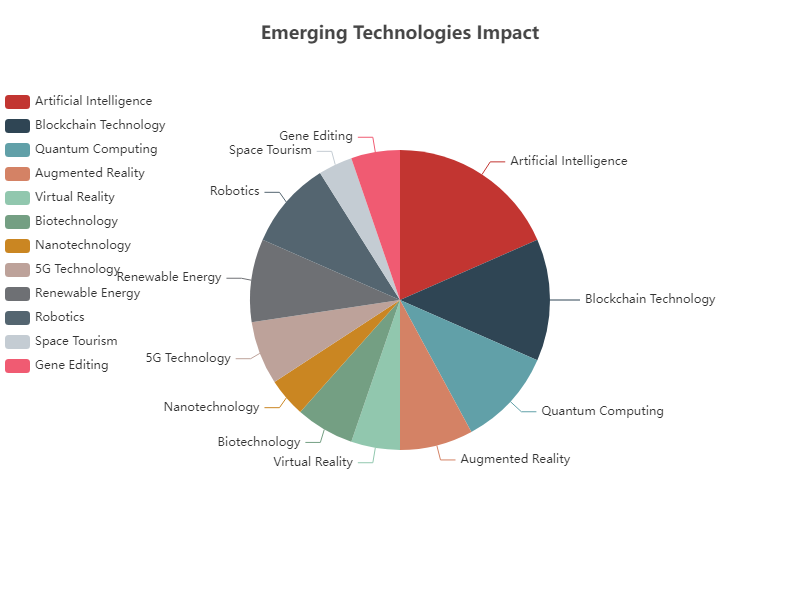 Emerging Technologies Impact
Artificial Intelligence
Blockchain Technology
Quantum Computing
Augmented Reality
Virtual Reality
Biotechnology
Nanotechnology
5G Technology
Renewable Energy
Robotics
Space Tourism
Gene Editing
Gene Editing
Space Tourism
Robotics
Renewable Energy
5G Technology
Nanotechnology
Biotechnology
Virtual Reality
Artificial Intelligence
Blockchain Technology
Quantum Computing
Augmented Reality